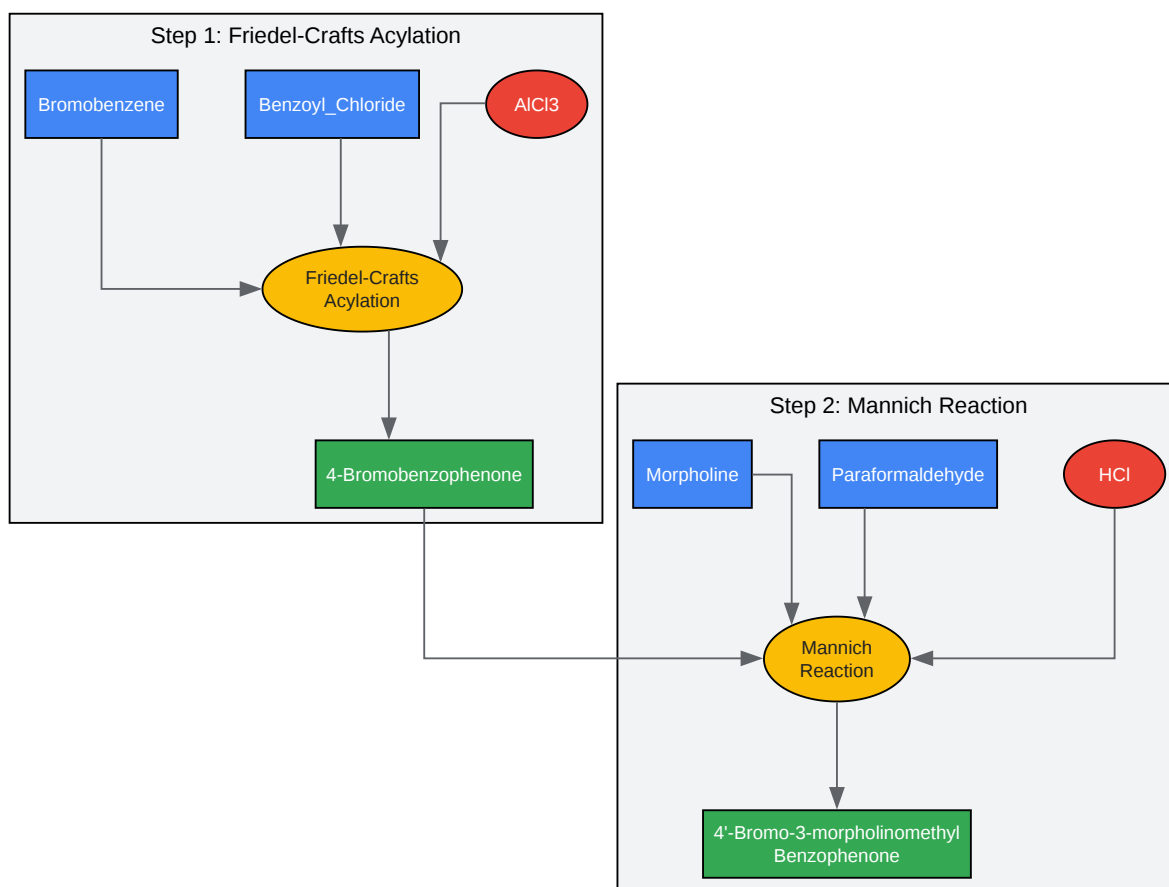 Step 1: Friedel-Crafts Acylation
Bromobenzene
Benzoyl_Chloride
AlCl3
Friedel-Crafts
Acylation
4-Bromobenzophenone
Step 2: Mannich Reaction
Morpholine
Paraformaldehyde
HCl
Mannich
Reaction
4'-Bromo-3-morpholinomethyl
Benzophenone